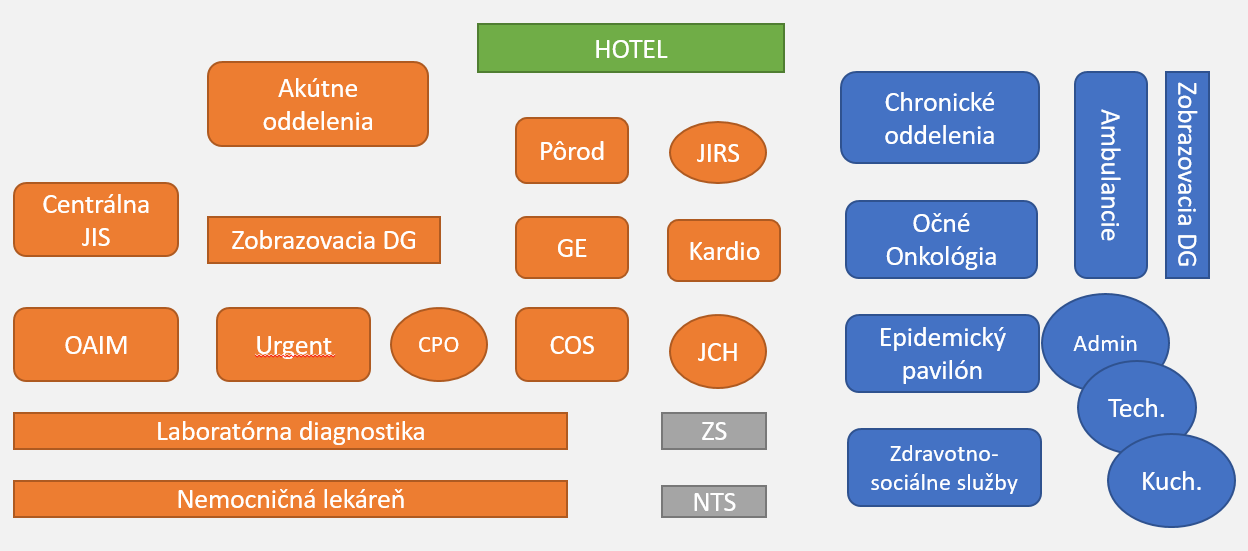 HOTEL
Akútne
oddelenia
Chronické
oddelenia
Ambulancie
Zobrazovacia DG
Pôrod
JIRS
Centrálna
JIS
Zobrazovacia DG
GE
Kardio
Očné
Onkológia
OAIM
Urgent
CPO
COS
JCH
Epidemický
pavilón
Admin
Tech.
Laboratórna diagnostika
ZS
Zdravotno-
sociálne služby
Kuch.
Nemocničná lekáreň
NTS